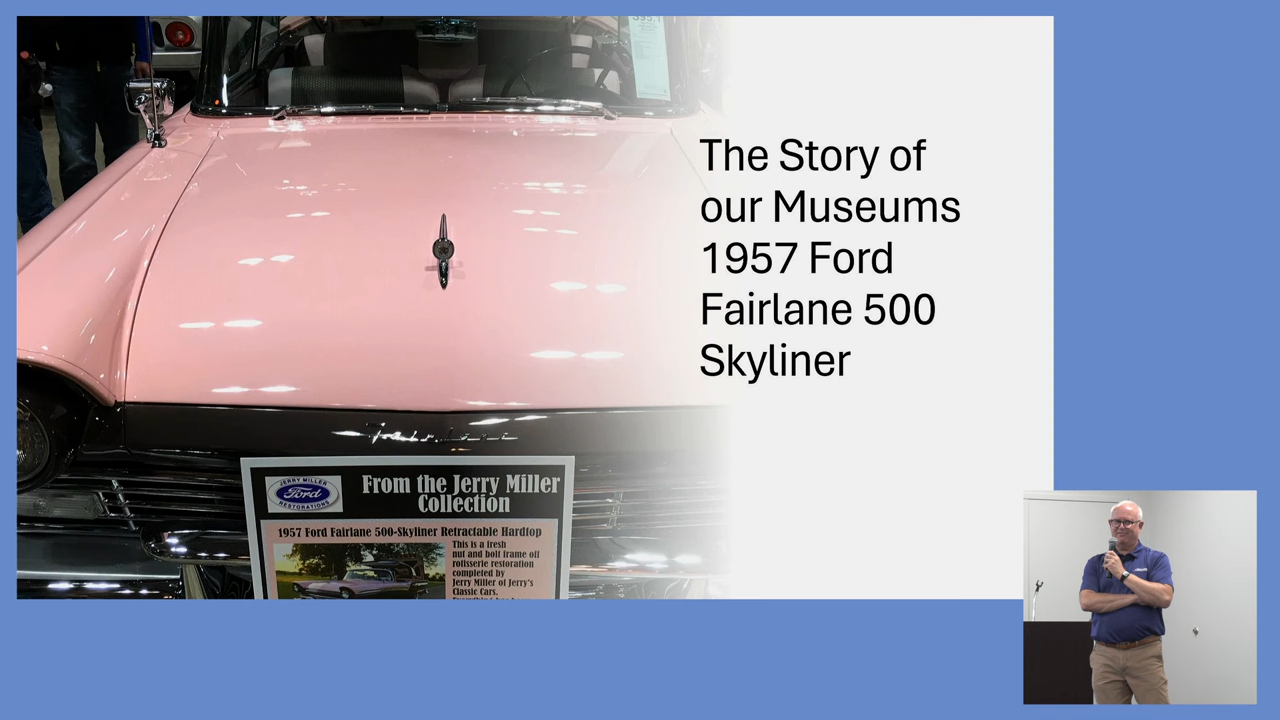 The Story of
our Museums
1957 Ford
Fairlane 500
Skyliner
Fairlane
JERRY MILLER
Ford
RESTORATIONS
From the Jerry Miller
Collection
1957 Ford Fairlane 500-Skyliner Retractable Hardtop
This is a fresh
nut and bolt frame off
rotisserie restoration
completed by
Jerry Miller of Jerry's
Classic Cars.